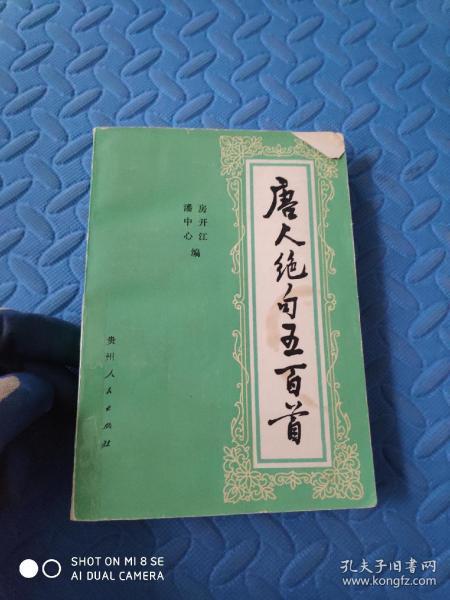 唐人绝句五百首
房开江
潘中心 编
贵州人民出版社
SHOT ON MI 8 SE
AI DUAL CAMERA
孔夫子旧书网
www.kongfz.com